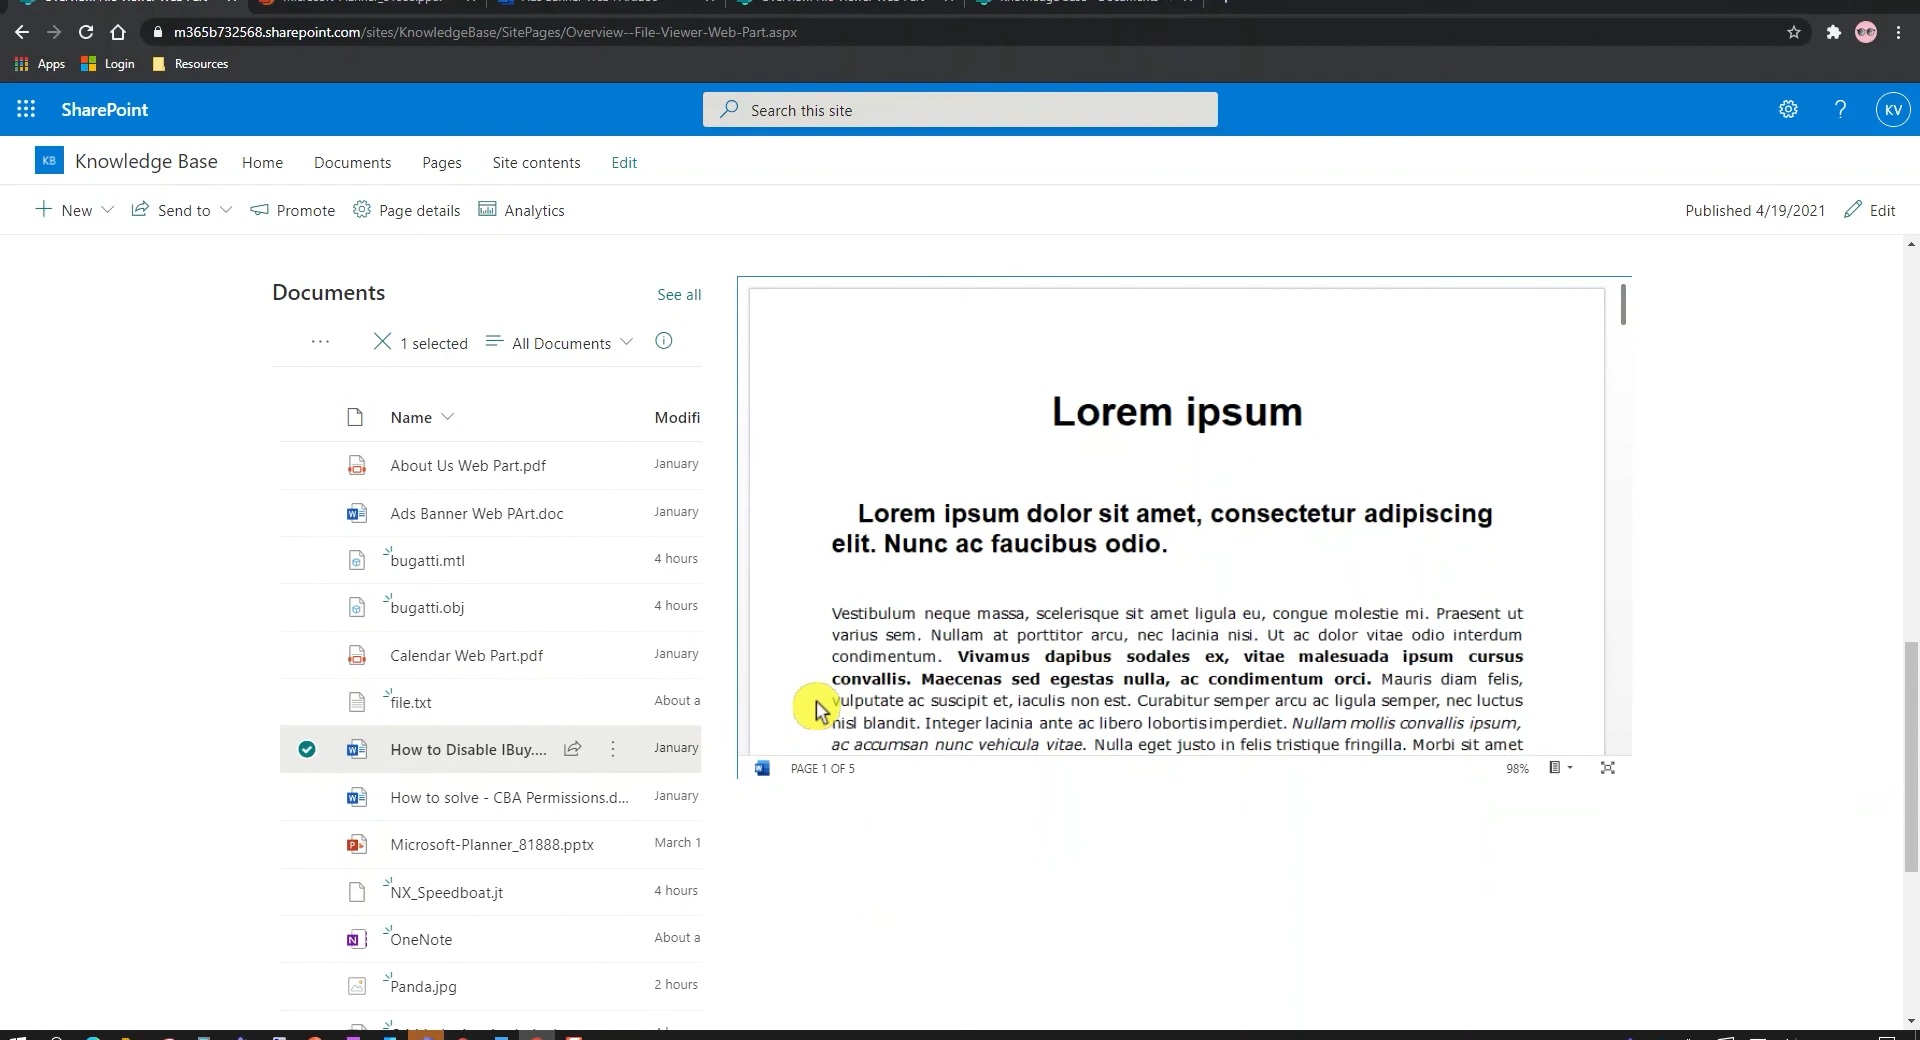 m365b732568.sharepoint.com/sites/KnowledgeBase/SitePages/Overview--File-Viewer-Web-Part.aspx
Apps Login Resources
SharePoint Search this site ? KV
KB Knowledge Base Home Documents Pages Site contents Edit
New Send to Promote Page details Analytics Published 4/19/2021 Edit
Documents See all
... 1 selected All Documents
Name Modifi
About Us Web Part.pdf January
Ads Banner Web PArt.doc January
bugatti.mtl 4 hours
bugatti.obj 4 hours
Calendar Web Part.pdf January
file.txt About a
How to Disable IBuy.... January
How to solve - CBA Permissions.d... January
Microsoft-Planner_81888.pptx March 1
NX_Speedboat.jt 4 hours
OneNote About a
Panda.jpg 2 hours
Lorem ipsum
Lorem ipsum dolor sit amet, consectetur adipiscing
elit. Nunc ac faucibus odio.
Vestibulum neque massa, scelerisque sit amet ligula eu, congue molestie mi. Praesent ut
varius sem. Nullam at porttitor arcu, nec lacinia nisi. Ut ac dolor vitae odio interdum
condimentum. Vivamus dapibus sodales ex, vitae malesuada ipsum cursus
convallis. Maecenas sed egestas nulla, ac condimentum orci. Mauris diam felis,
vulputate ac suscipit et, iaculis non est. Curabitur semper arcu ac ligula semper, nec luctus
nisl blandit. Integer lacinia ante ac libero lobortis imperdiet. Nullam mollis convallis ipsum,
ac accumsan nunc vehicula vitae. Nulla eget justo in felis tristique fringilla. Morbi sit amet
PAGE 1 OF 5 98%